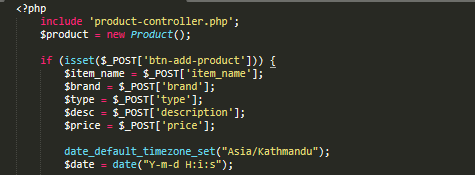 <?php
include 'product-controller.php';
$product = new Product();
if (isset($_POST['btn-add-product'])) {
$item_name = $_POST['item_name'];
$brand = $_POST['brand'];
$type = $_POST['type'];
$desc = $_POST['description'];
$price = $_POST['price'];
date_default_timezone_set("Asia/Kathmandu");
$date = date("Y-m-d H:i:s");